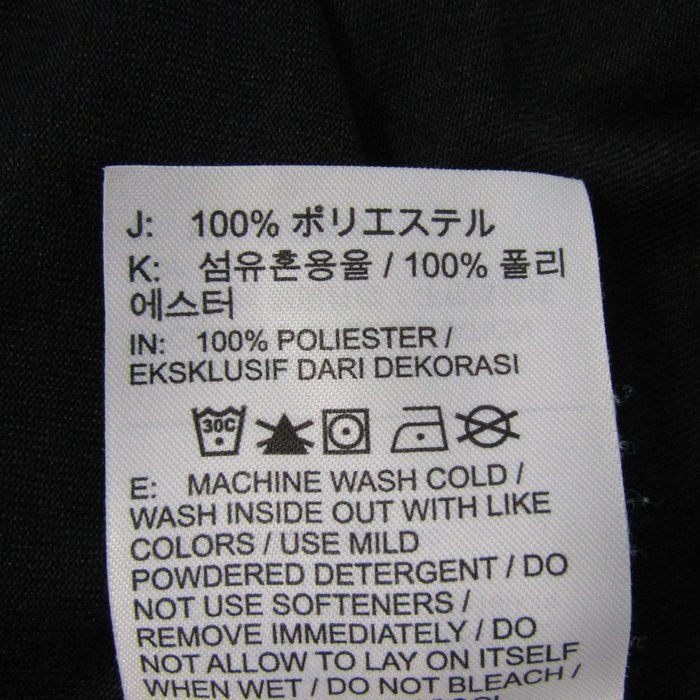 J: 100% ポリエステル
K: 섬유혼용율 / 100% 폴리
에스터
IN: 100% POLIESTER /
EKSKLUSIF DARI DEKORASI
30C
E: MACHINE WASH COLD /
WASH INSIDE OUT WITH LIKE
COLORS / USE MILD
POWDERED DETERGENT / DO
NOT USE SOFTENERS /
REMOVE IMMEDIATELY / DO
NOT ALLOW TO LAY ON ITSELF
WHEN WET / DO NOT BLEACH /